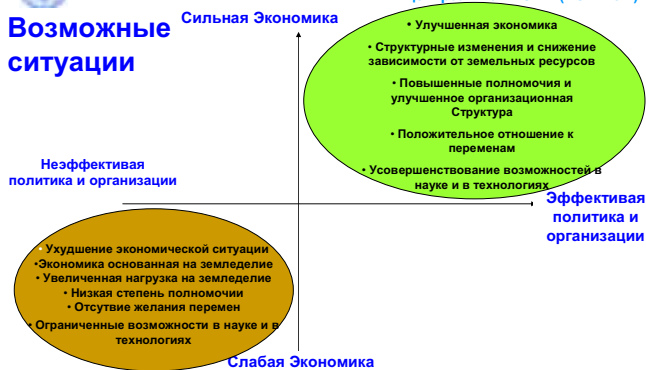 Возможные
ситуации
Сильная Экономика
• Улучшенная экономика
• Структурные изменения и снижение
зависимости от земельных ресурсов
• Повышенные полномочия и
улучшенное организационная
Структура
• Положительное отношение к
переменам
• Усовершенствование возможностей в
науке и в технологиях
Неэффективая
политика и организации
Эффективая
политика и
организации
• Ухудшение экономической ситуации
•Экономика основанная на земледелие
• Увеличенная нагрузка на земледелие
• Низкая степень полномочии
• Отсутвие желания перемен
• Ограниченные возможности в науке и в
технологиях
Слабая Экономика